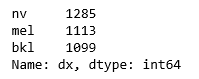 nv     1285
mel    1113
bkl    1099
Name: dx, dtype: int64